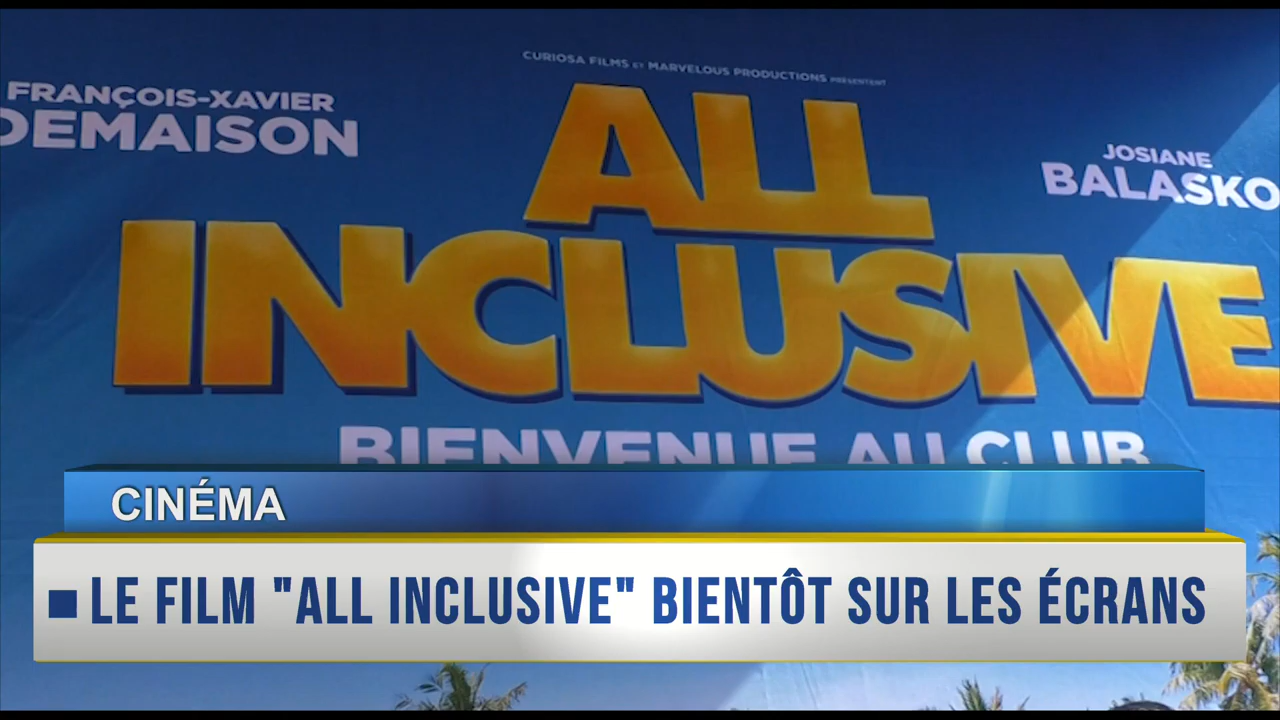 CURIOSA FILMS ET MARVELOUS PRODUCTIONS PRÉSENTENT
FRANÇOIS-XAVIER
DEMAISON
JOSIANE
BALASKO
ALL
INCLUSIVE
BIENVENUE AU CLUB
CINÉMA
LE FILM "ALL INCLUSIVE" BIENTÔT SUR LES ÉCRANS